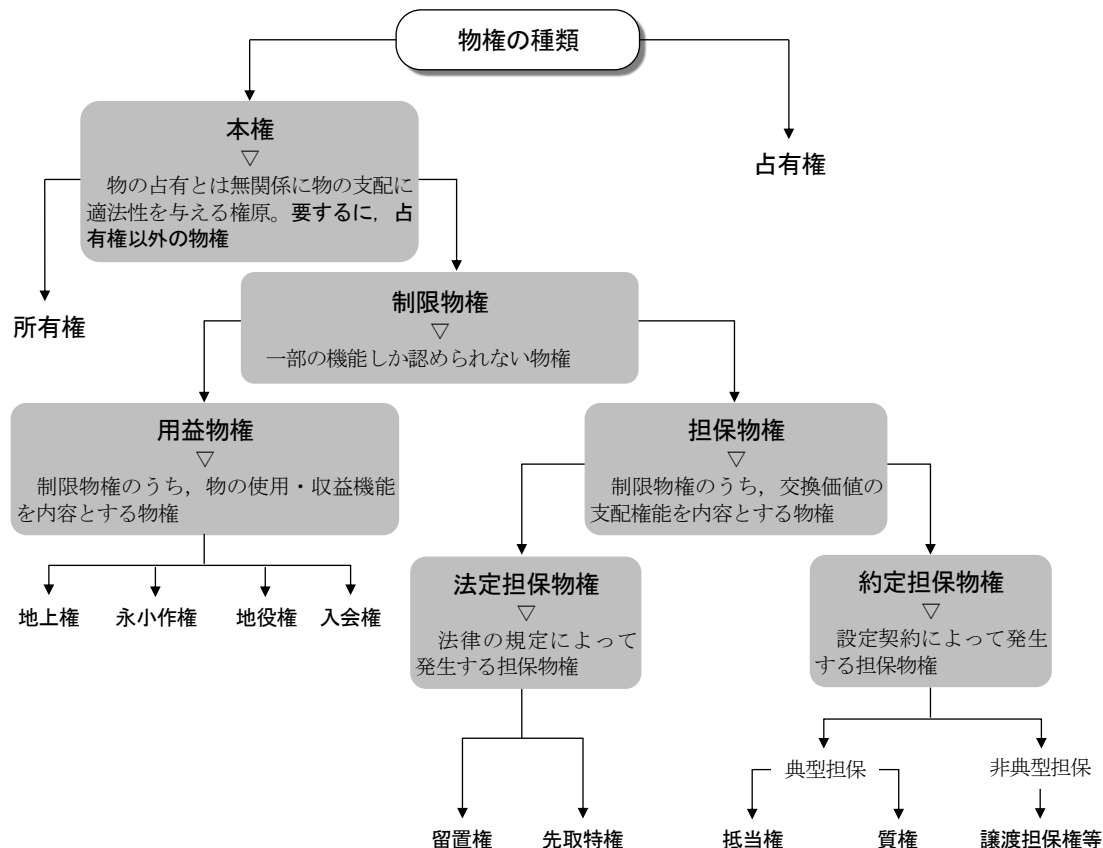 物権の種類
本権
▽
物の占有とは無関係に物の支配に
適法性を与える権原。要するに，占
有権以外の物権
占有権
所有権
制限物権
▽
一部の機能しか認められない物権
用益物権
▽
制限物権のうち，物の使用・収益機能
を内容とする物権
担保物権
▽
制限物権のうち，交換価値の
支配権能を内容とする物権
地上権
永小作権
地役権
入会権
法定担保物権
▽
法律の規定によって
発生する担保物権
約定担保物権
▽
設定契約によって発生
する担保物権
典型担保
非典型担保
留置権
先取特権
抵当権
質権
譲渡担保権等